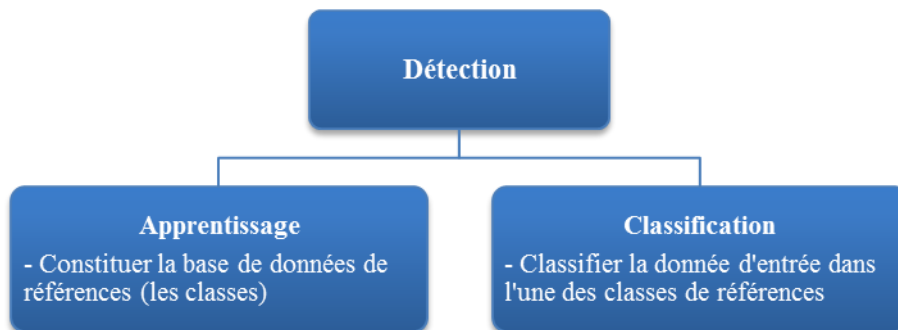 Détection
Apprentissage
- Constituer la base de données de
références (les classes)
Classification
- Classifier la donnée d'entrée dans
l'une des classes de références